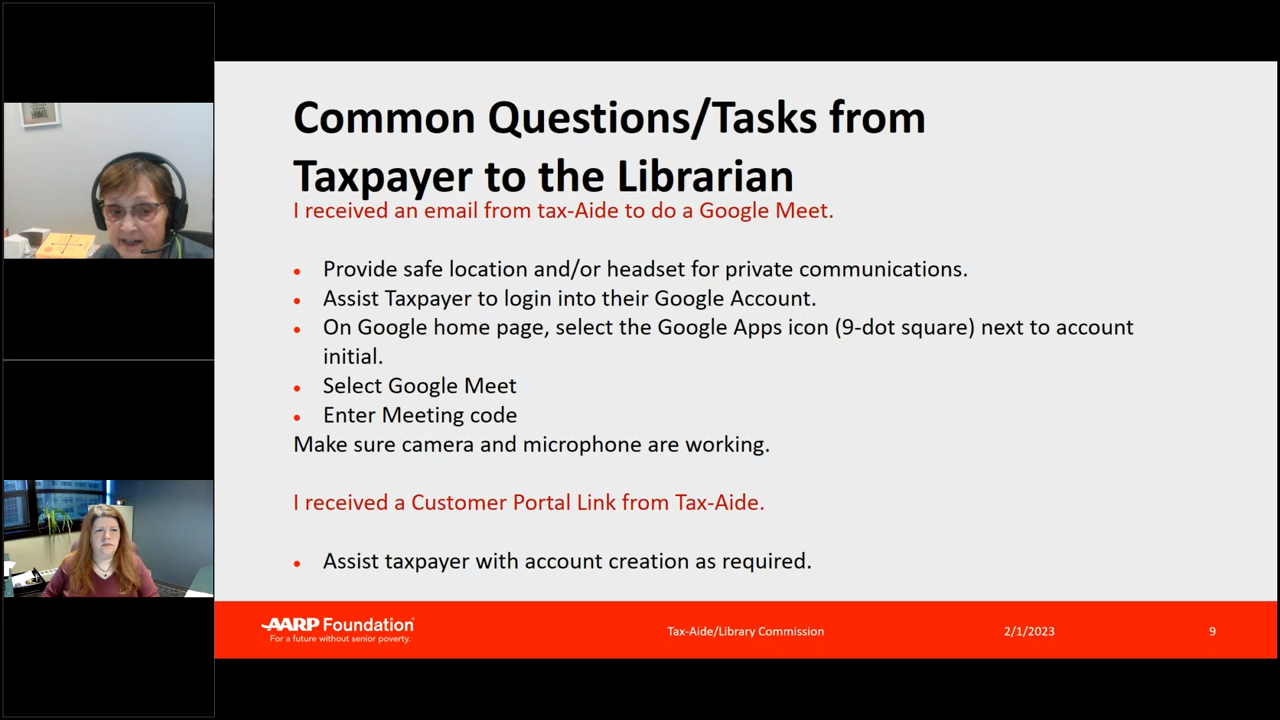 Common Questions/Tasks from
Taxpayer to the Librarian
I received an email from tax-Aide to do a Google Meet.
• Provide safe location and/or headset for private communications.
• Assist Taxpayer to login into their Google Account.
• On Google home page, select the Google Apps icon (9-dot square) next to account
initial.
• Select Google Meet
• Enter Meeting code
Make sure camera and microphone are working.
I received a Customer Portal Link from Tax-Aide.
• Assist taxpayer with account creation as required.
AARP Foundation
For a future without senior poverty.
Tax-Aide/Library Commission
2/1/2023
9